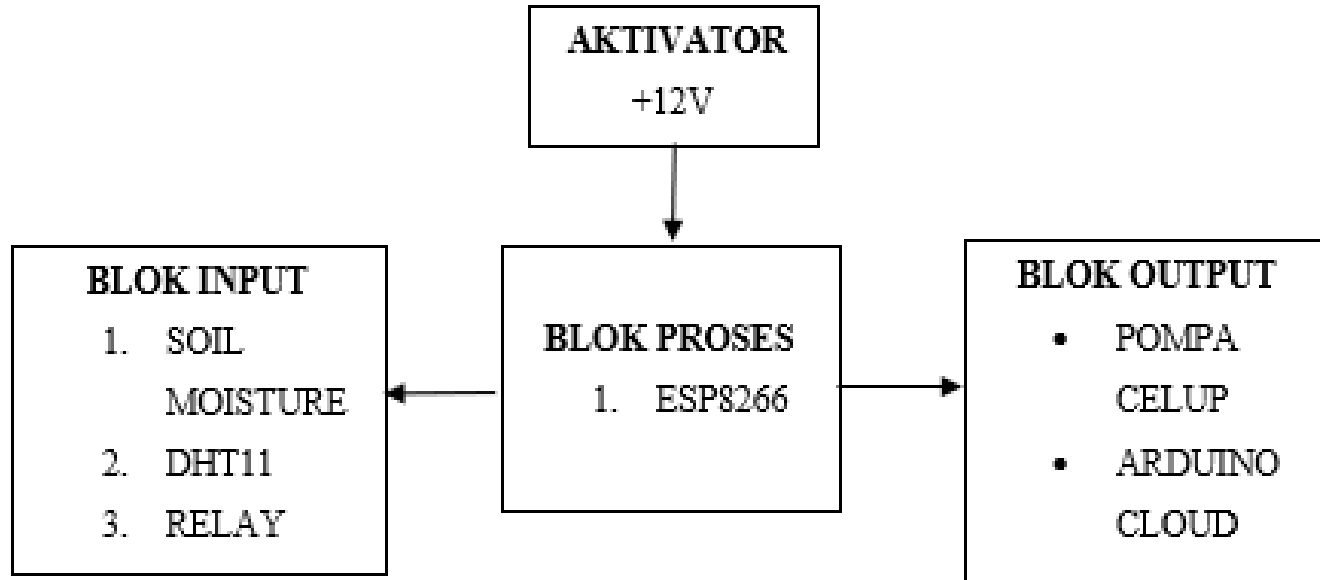 AKTIVATOR
+12V
BLOK INPUT
1. SOIL
MOISTURE
2. DHT11
3. RELAY
BLOK PROSES
1. ESP8266
BLOK OUTPUT
• POMPA
CELUP
• ARDUINO
CLOUD